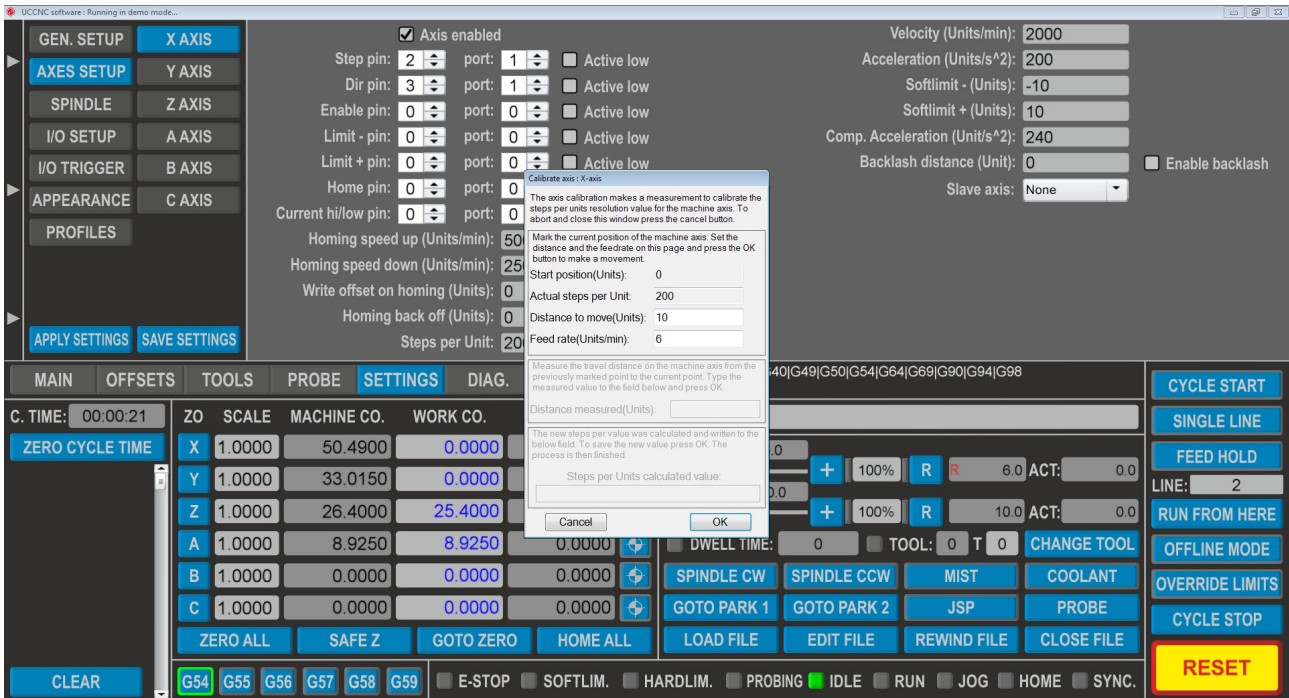 UCCNC software : Running in demo mode...
GEN. SETUP
X AXIS
AXES SETUP
Y AXIS
SPINDLE
Z AXIS
I/O SETUP
A AXIS
I/O TRIGGER
B AXIS
APPEARANCE
C AXIS
PROFILES
APPLY SETTINGS
SAVE SETTINGS
Axis enabled
Step pin: 2 port: 1 Active low
Dir pin: 3 port: 1 Active low
Enable pin: 0 port: 0 Active low
Limit - pin: 0 port: 0 Active low
Limit + pin: 0 port: 0 Active low
Home pin: 0 port: 0
Current hi/low pin: 0 port: 0
Homing speed up (Units/min):
Homing speed down (Units/min):
Write offset on homing (Units): 0
Homing back off (Units): 0
Steps per Unit:
Velocity (Units/min): 2000
Acceleration (Units/s^2): 200
Softlimit - (Units): -10
Softlimit + (Units): 10
Comp. Acceleration (Unit/s^2): 240
Backlash distance (Unit): 0 Enable backlash
Slave axis: None
Calibrate axis : X-axis
The axis calibration makes a measurement to calibrate the
steps per units resolution value for the machine axis. To
abort and close this window press the cancel button.
Mark the current position of the machine axis. Set the
distance and the feedrate on this page and press the OK
button to make a movement.
Start position(Units): 0
Actual steps per Unit: 200
Distance to move(Units): 10
Feed rate(Units/min): 6
Measure the travel distance on the machine axis from the
previously marked point to the current point. Type the
measured value to the field below and press OK.
Distance measured(Units):
The new steps per value was calculated and written to the
below field. To save the new value press OK. The
process is then finished.
Steps per Units calculated value:
Cancel
OK
MAIN OFFSETS TOOLS PROBE SETTINGS DIAG.
G49|G50|G54|G64|G69|G90|G94|G98
C. TIME: 00:00:21
ZERO CYCLE TIME
CLEAR
ZO SCALE MACHINE CO. WORK CO.
X 1.0000 50.4900 0.0000
Y 1.0000 33.0150 0.0000
Z 1.0000 26.4000 25.4000
A 1.0000 8.9250 8.9250 0.0000
B 1.0000 0.0000 0.0000 0.0000
C 1.0000 0.0000 0.0000 0.0000
ZERO ALL SAFE Z GOTO ZERO HOME ALL
+ 100% R R 6.0 ACT: 0.0
+ 100% R 10.0 ACT: 0.0
DWELL TIME: 0 TOOL: 0 T 0 CHANGE TOOL
SPINDLE CW SPINDLE CCW MIST COOLANT
GOTO PARK 1 GOTO PARK 2 JSP PROBE
LOAD FILE EDIT FILE REWIND FILE CLOSE FILE
G54 G55 G56 G57 G58 G59 E-STOP SOFTLIM. HARDLIM. PROBING IDLE RUN JOG HOME SYNC.
CYCLE START
SINGLE LINE
FEED HOLD
LINE: 2
RUN FROM HERE
OFFLINE MODE
OVERRIDE LIMITS
CYCLE STOP
RESET